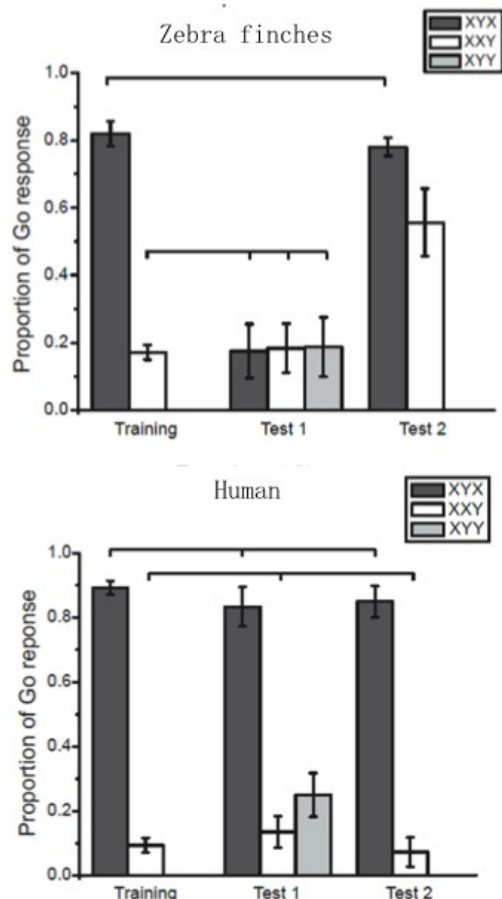 Zebra finches
XYX
XXY
XYY
Proportion of Go response
1.0
0.8
0.6
0.4
0.2
0.0
Training Test 1 Test 2
Human
XYX
XXY
XYY
Proportion of Go reponse
1.0
0.8
0.6
0.4
0.2
0.0
Training Test 1 Test 2